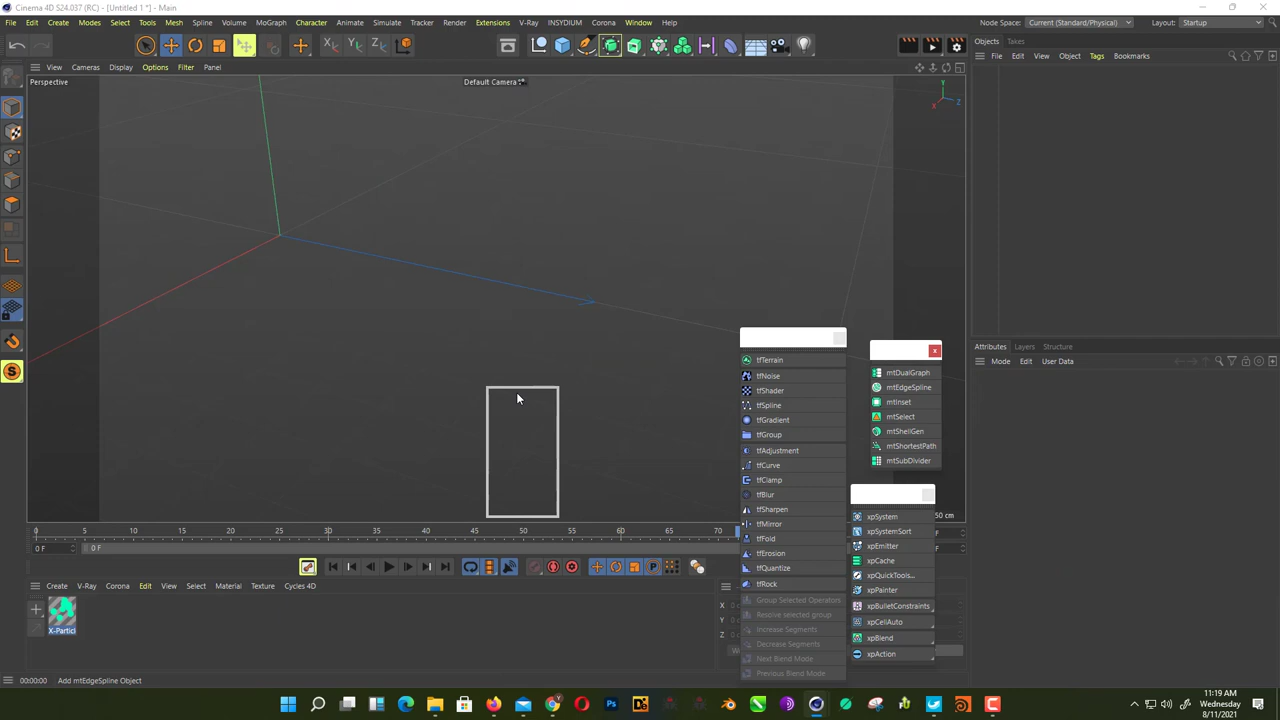 Cinema 4D S24.037 (RC) - [Untitled 1 *] - Main
File Edit Create Modes Select Tools Mesh Spline Volume MoGraph Character Animate Simulate Tracker Render Extensions V-Ray INSYDIUM Corona Window Help
Node Space: Current (Standard/Physical) Layout: Startup
Objects Takes
File Edit View Object Tags Bookmarks
View Cameras Display Options Filter Panel
Perspective
Default Camera
Y
X Z
tfTerrain
tfNoise
tfShader
tfSpline
tfGradient
tfGroup
tfAdjustment
tfCurve
tfClamp
tfBlur
tfSharpen
tfMirror
tfFold
tfErosion
tfQuantize
tfRock
Group Selected Operators
Resolve selected group
Increase Segments
Decrease Segments
Next Blend Mode
Previous Blend Mode
mtDualGraph
mtEdgeSpline
mtInset
mtSelect
mtShellGen
mtShortestPath
mtSubDivider
xpSystem
xpSystemSort
xpEmitter
xpCache
xpQuickTools...
xpPainter
xpBulletConstraints
xpCellAuto
xpBlend
xpAction
50 cm
Attributes Layers Structure
Mode Edit User Data
0 5 10 15 20 25 30 35 40 45 50 55 60 65 70
0 F 0 F
Create V-Ray Corona Edit View Select Material Texture Cycles 4D
X-Particl
X
Y
Z
00:00:00 Add mtEdgeSpline Object
11:19 AM
Wednesday
8/11/2021